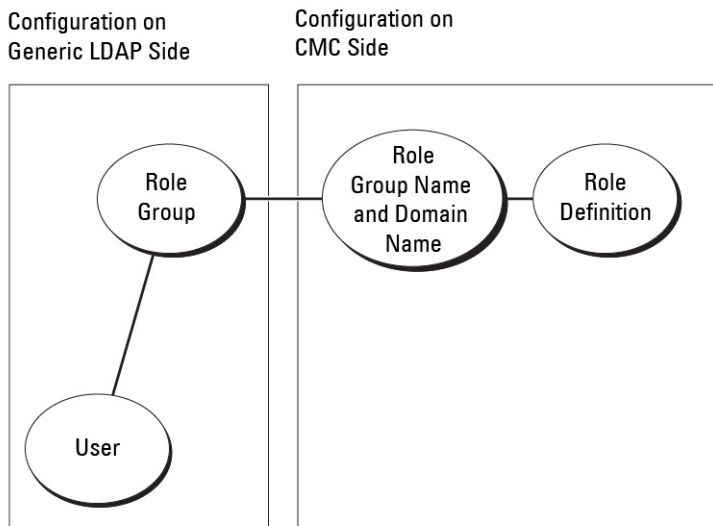 Configuration on
Generic LDAP Side
Configuration on
CMC Side
Role
Group
Role
Group Name
and Domain
Name
Role
Definition
User